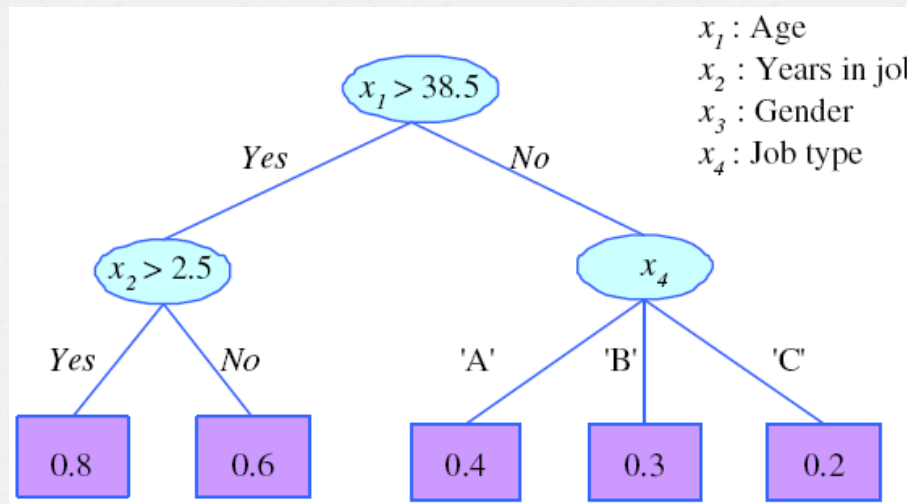 x1 : Age
x2 : Years in job
x3 : Gender
x4 : Job type
x1 > 38.5
Yes
No
x2 > 2.5
x4
Yes
No
'A'
'B'
'C'
0.8
0.6
0.4
0.3
0.2